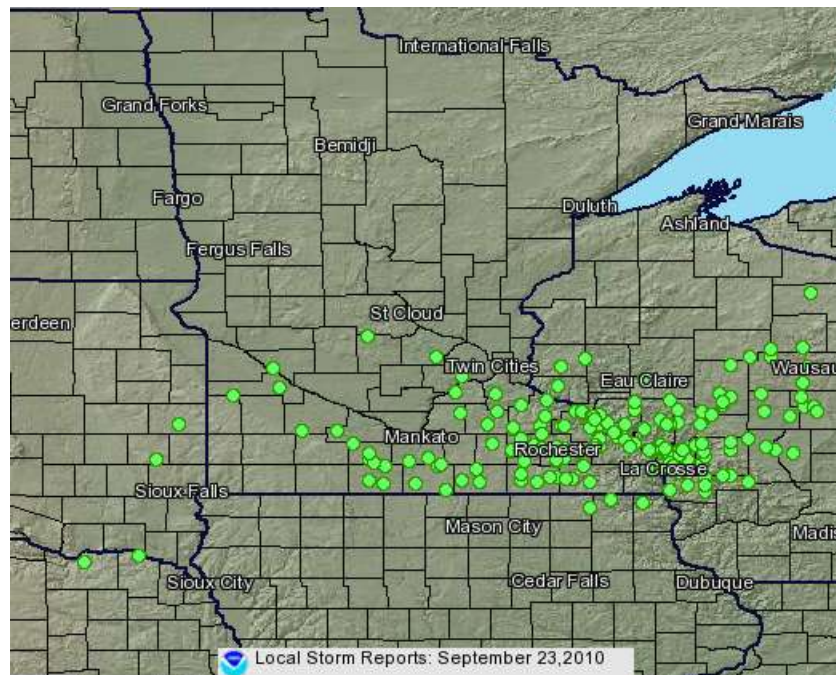 International Falls
Grand Forks
Grand Marais
Bemidji
Fargo
Duluth
Ashland
Fergus Falls
St Cloud
erdeen
Twin Cities
Wausau
Eau Claire
Mankato
Rochester
La Crosse
Sioux Falls
Mason City
Madis
Sioux City
Cedar Falls
Dubuque
Local Storm Reports: September 23,2010